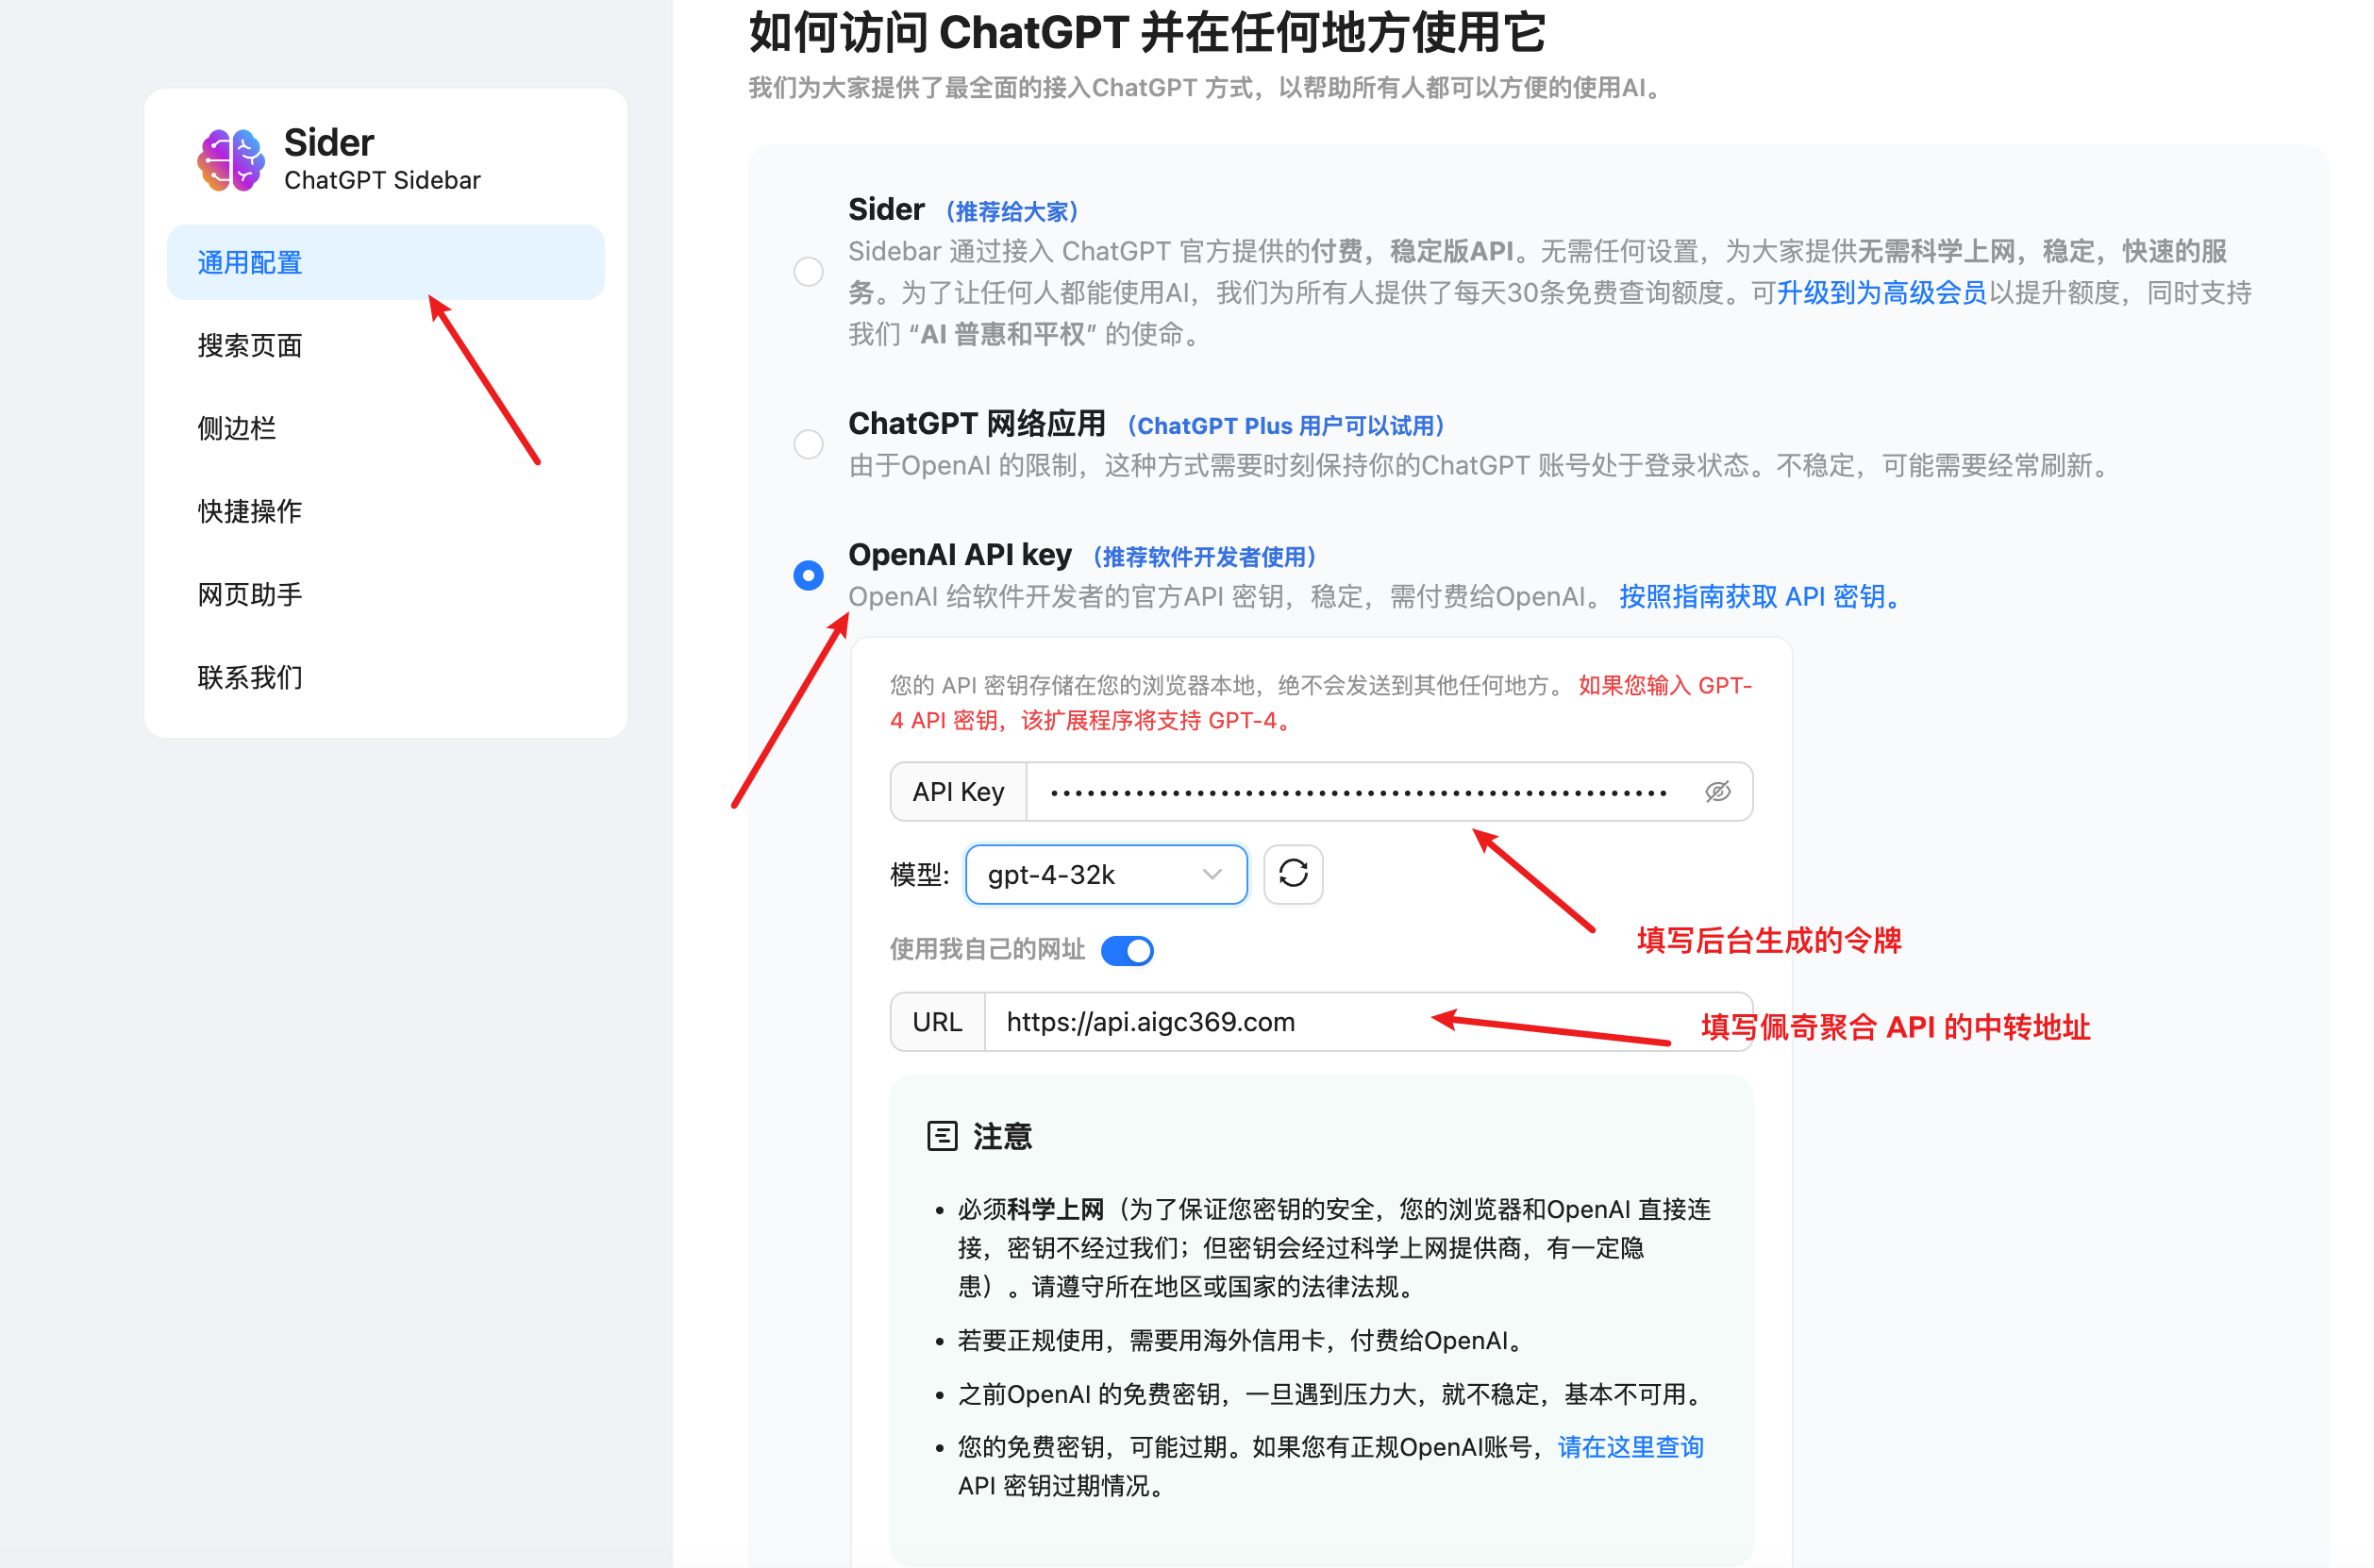 如何访问 ChatGPT 并在任何地方使用它
我们为大家提供了最全面的接入ChatGPT 方式，以帮助所有人都可以方便的使用AI。
Sider
ChatGPT Sidebar
通用配置
搜索页面
侧边栏
快捷操作
网页助手
联系我们
Sider （推荐给大家）
Sidebar 通过接入 ChatGPT 官方提供的付费，稳定版API。无需任何设置，为大家提供无需科学上网，稳定，快速的服
务。为了让任何人都能使用AI，我们为所有人提供了每天30条免费查询额度。可升级到为高级会员以提升额度，同时支持
我们 “AI 普惠和平权” 的使命。
ChatGPT 网络应用 （ChatGPT Plus 用户可以试用）
由于OpenAI 的限制，这种方式需要时刻保持你的ChatGPT 账号处于登录状态。不稳定，可能需要经常刷新。
OpenAI API key （推荐软件开发者使用）
OpenAI 给软件开发者的官方API 密钥，稳定，需付费给OpenAI。 按照指南获取 API 密钥。
您的 API 密钥存储在您的浏览器本地，绝不会发送到其他任何地方。 如果您输入 GPT-
4 API 密钥，该扩展程序将支持 GPT-4。
API Key
模型: gpt-4-32k
填写后台生成的令牌
使用我自己的网址
URL https://api.aigc369.com
填写佩奇聚合 API 的中转地址
注意
• 必须科学上网（为了保证您密钥的安全，您的浏览器和OpenAI 直接连
接，密钥不经过我们；但密钥会经过科学上网提供商，有一定隐
患）。请遵守所在地区或国家的法律法规。
• 若要正规使用，需要用海外信用卡，付费给OpenAI。
• 之前OpenAI 的免费密钥，一旦遇到压力大，就不稳定，基本不可用。
• 您的免费密钥，可能过期。如果您有正规OpenAI账号，请在这里查询
API 密钥过期情况。